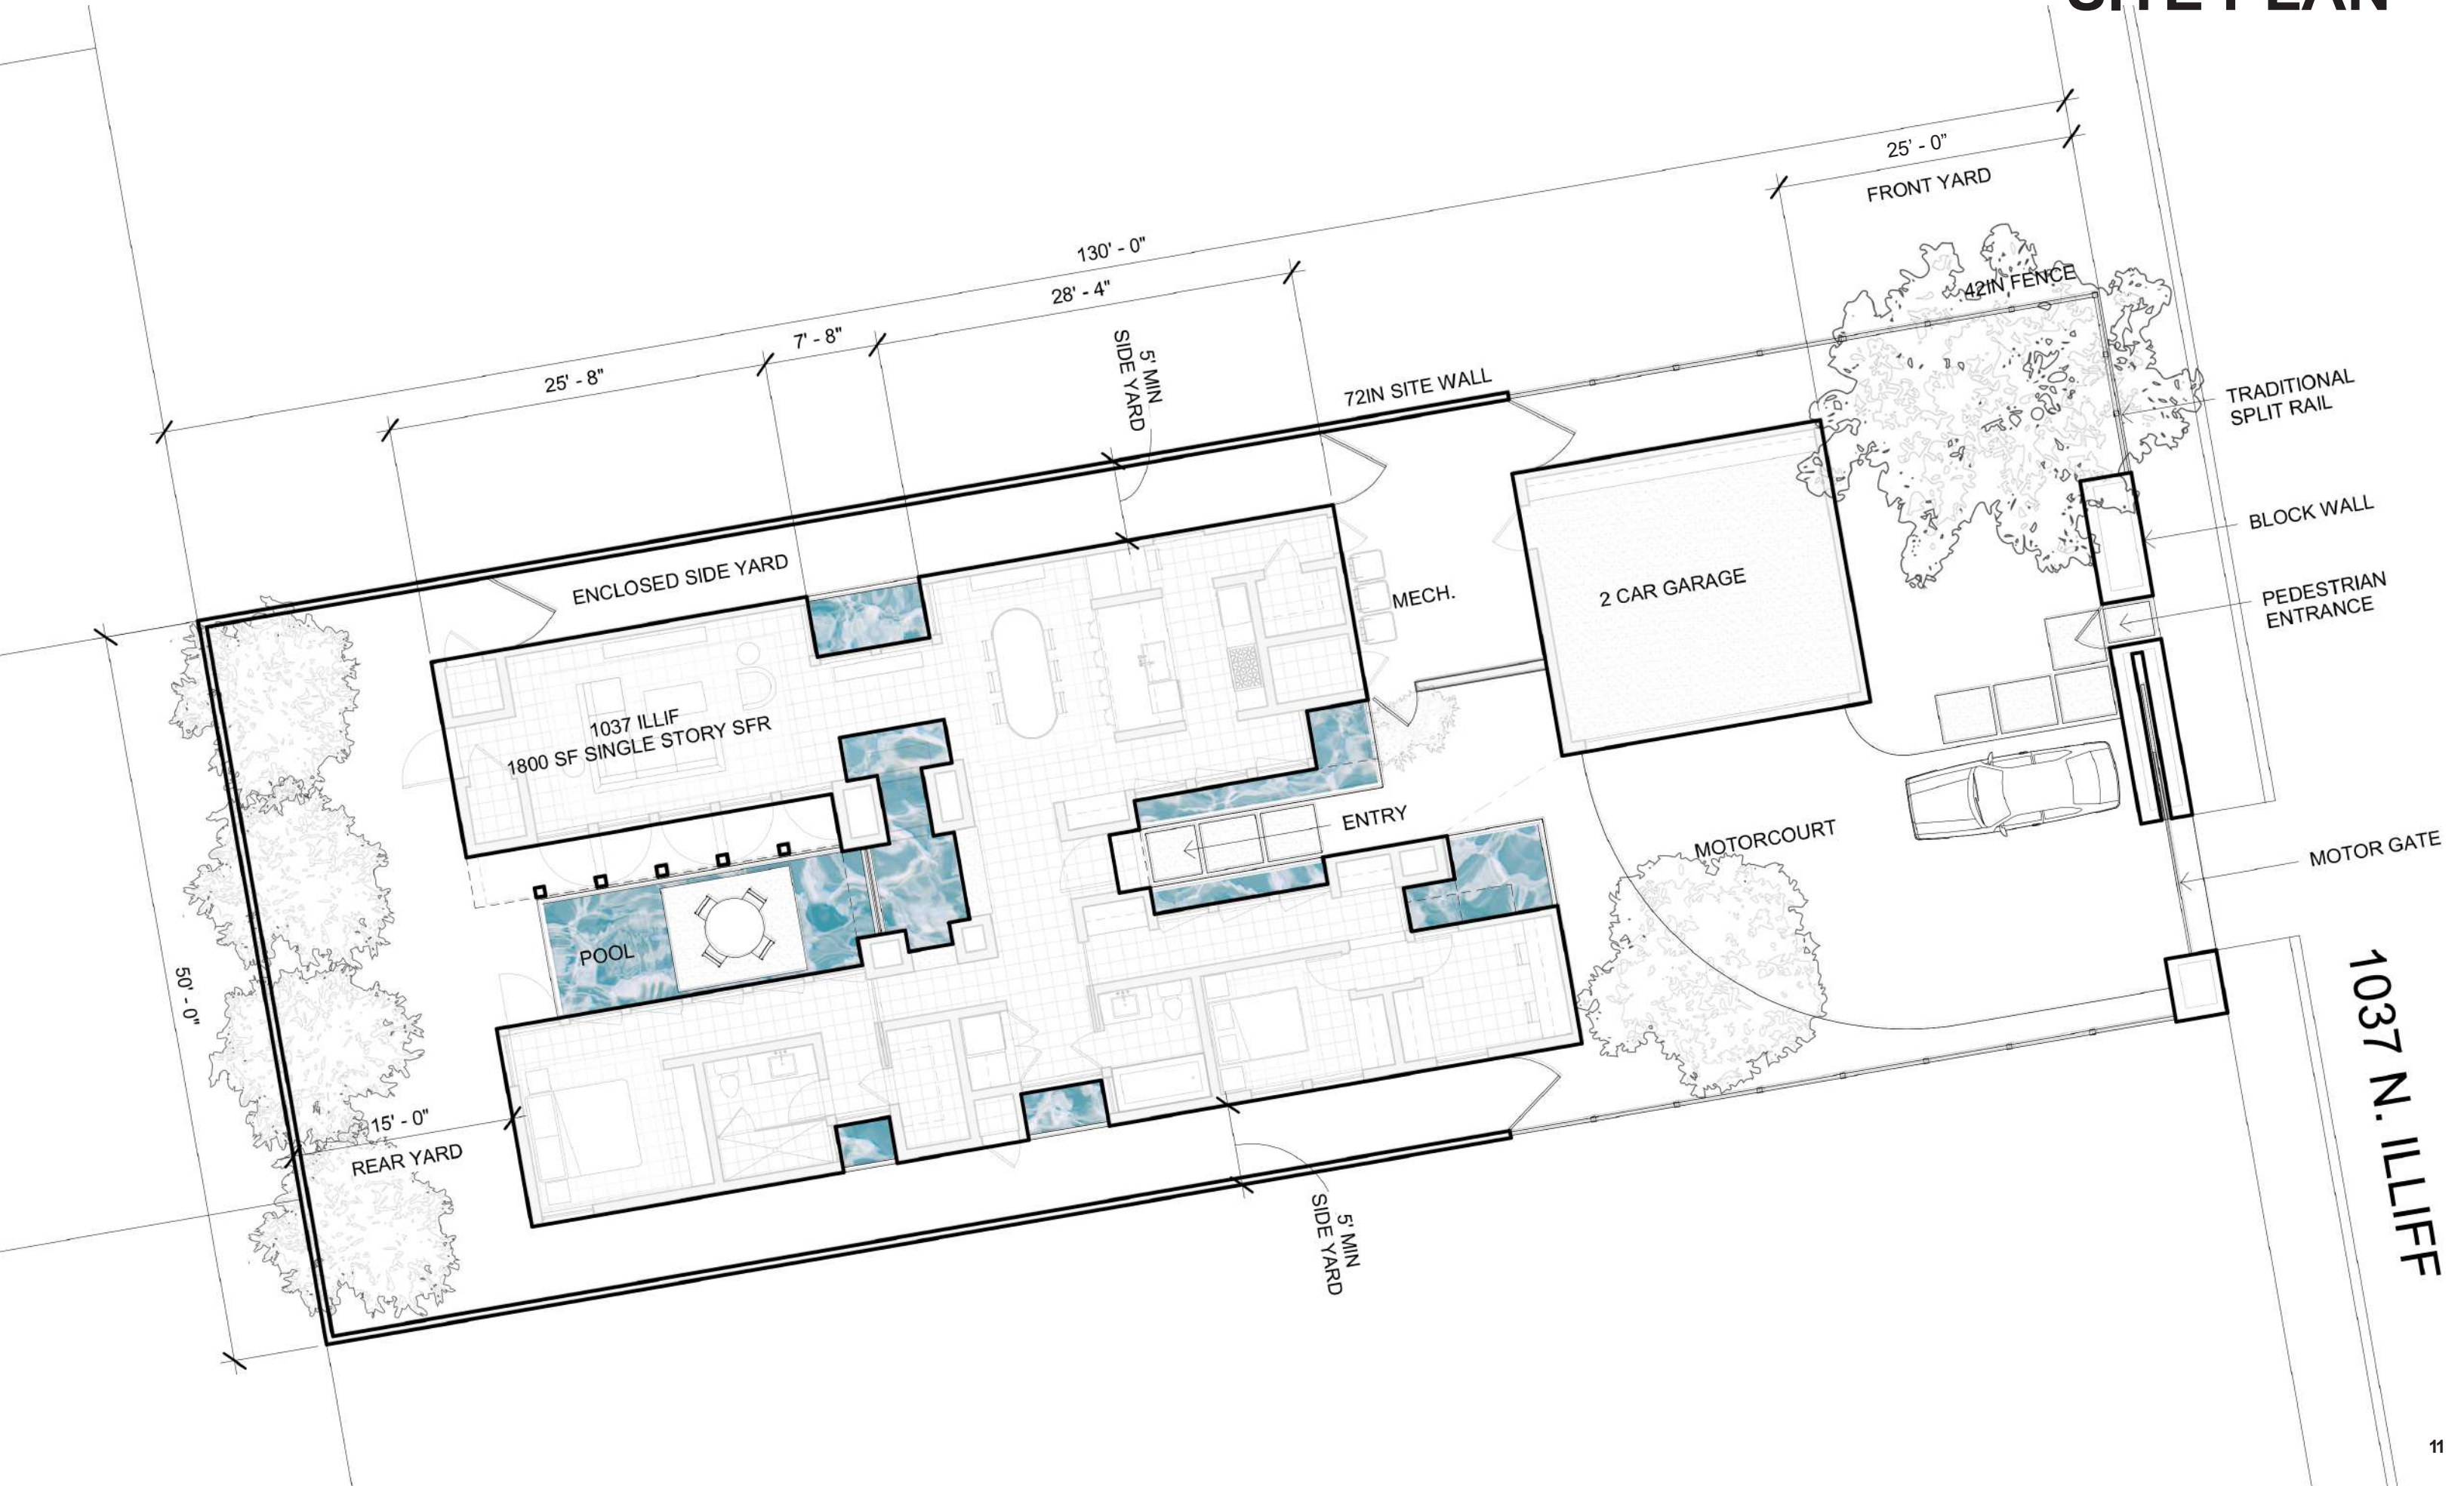 SITE PLAN
25' - 0"
FRONT YARD
130' - 0"
28' - 4"
7' - 8"
25' - 8"
5' MIN
SIDE YARD
72IN SITE WALL
42IN FENCE
TRADITIONAL
SPLIT RAIL
BLOCK WALL
PEDESTRIAN
ENTRANCE
ENCLOSED SIDE YARD
MECH.
2 CAR GARAGE
1037 ILLIF
1800 SF SINGLE STORY SFR
ENTRY
MOTORCOURT
MOTOR GATE
POOL
50' - 0"
15' - 0"
REAR YARD
5' MIN
SIDE YARD
1037 N. ILLIFF
11